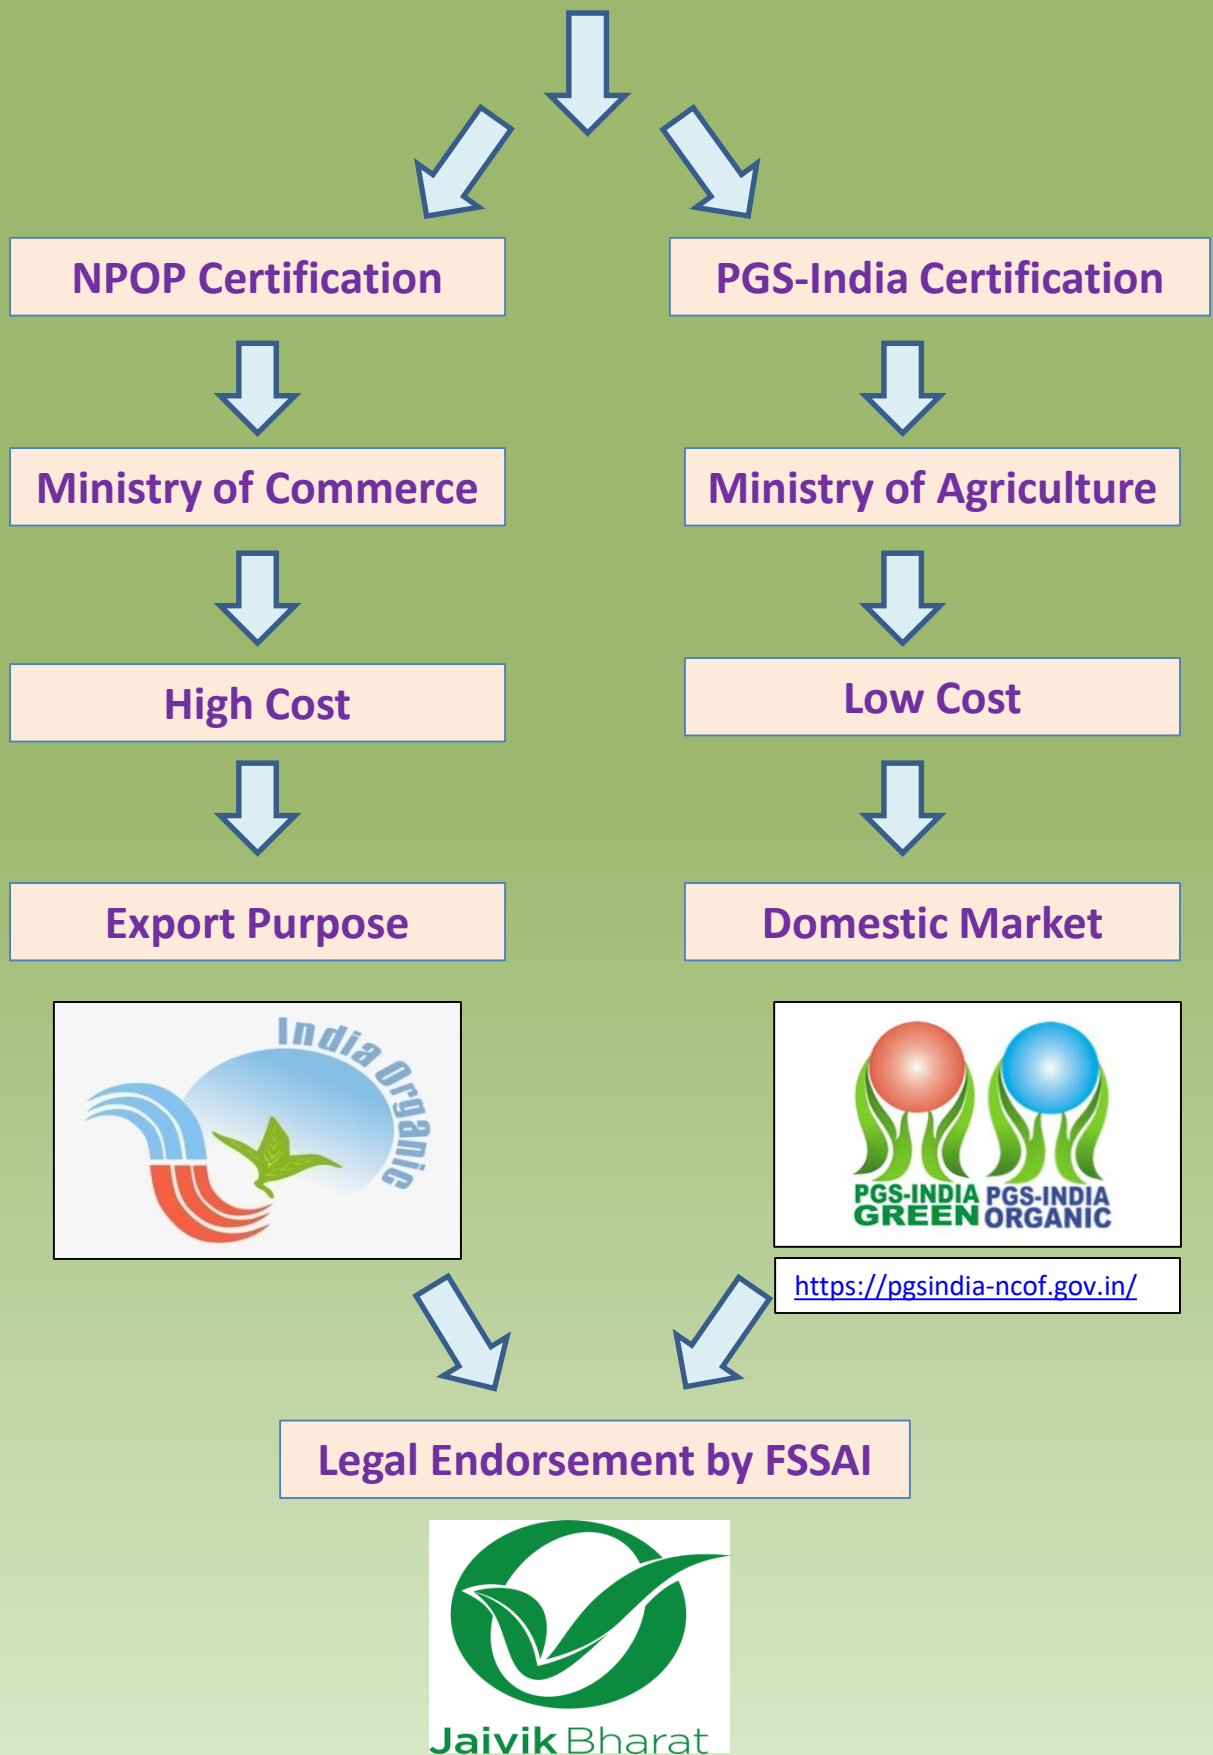 NPOP Certification
PGS-India Certification
Ministry of Commerce
Ministry of Agriculture
High Cost
Low Cost
Export Purpose
Domestic Market
India Organic
PGS-INDIA GREEN
PGS-INDIA ORGANIC
https://pgsindia-ncof.gov.in/
Legal Endorsement by FSSAI
Jaivik Bharat